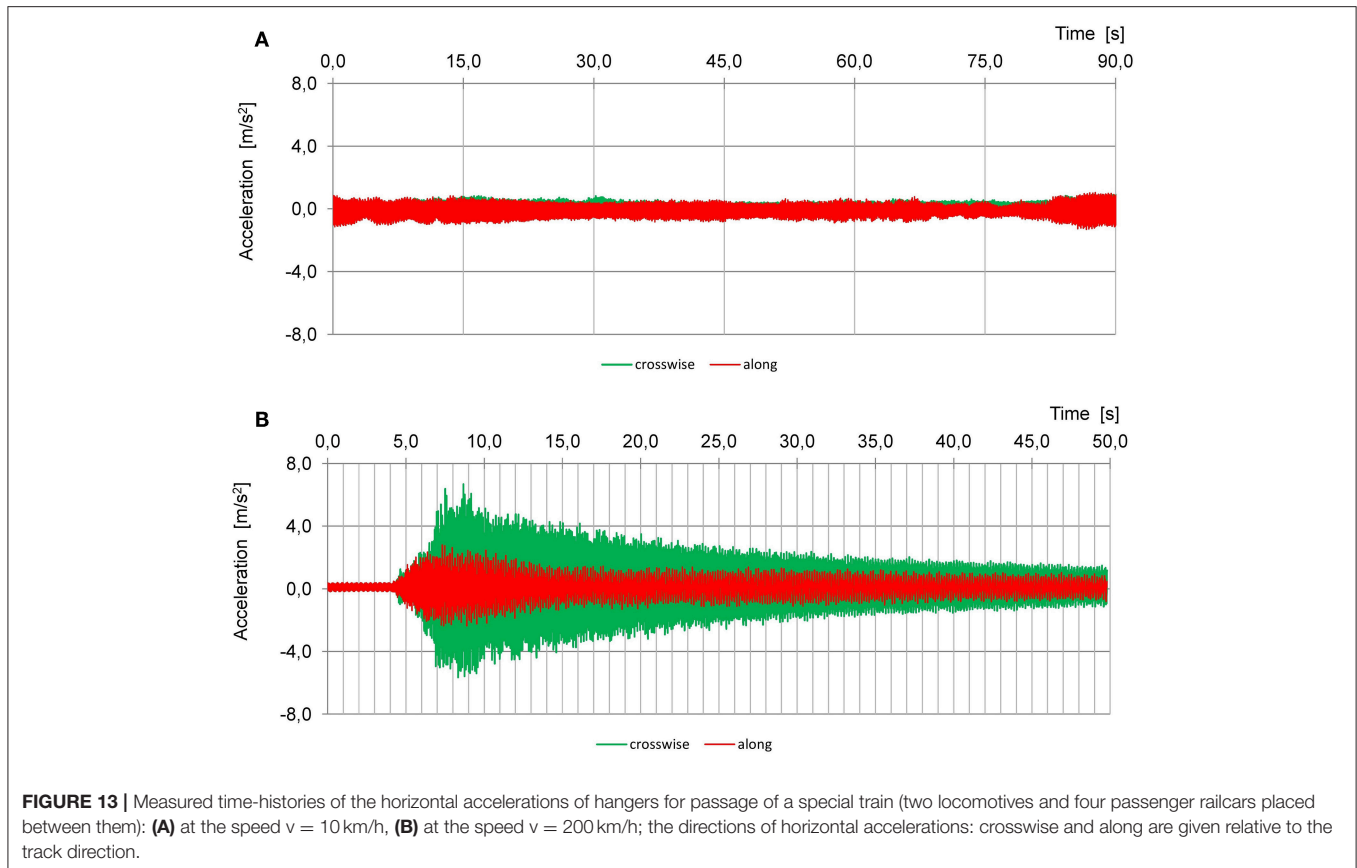 A
Time [s]
0,0 15,0 30,0 45,0 60,0 75,0 90,0
8,0
4,0
0,0
-4,0
-8,0
Acceleration [m/s²]
crosswise along
B
Time [s]
0,0 5,0 10,0 15,0 20,0 25,0 30,0 35,0 40,0 45,0 50,0
8,0
4,0
0,0
-4,0
-8,0
Acceleration [m/s²]
crosswise along
FIGURE 13 | Measured time-histories of the horizontal accelerations of hangers for passage of a special train (two locomotives and four passenger railcars placed
between them): (A) at the speed v = 10 km/h, (B) at the speed v = 200 km/h; the directions of horizontal accelerations: crosswise and along are given relative to the
track direction.